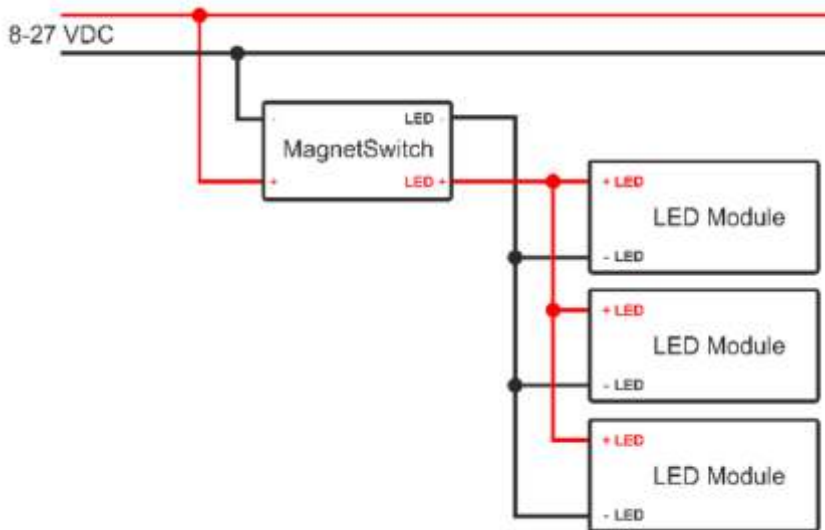 8-27 VDC
- LED -
MagnetSwitch
+ LED +
+ LED
LED Module
- LED
+ LED
LED Module
- LED
+ LED
LED Module
- LED